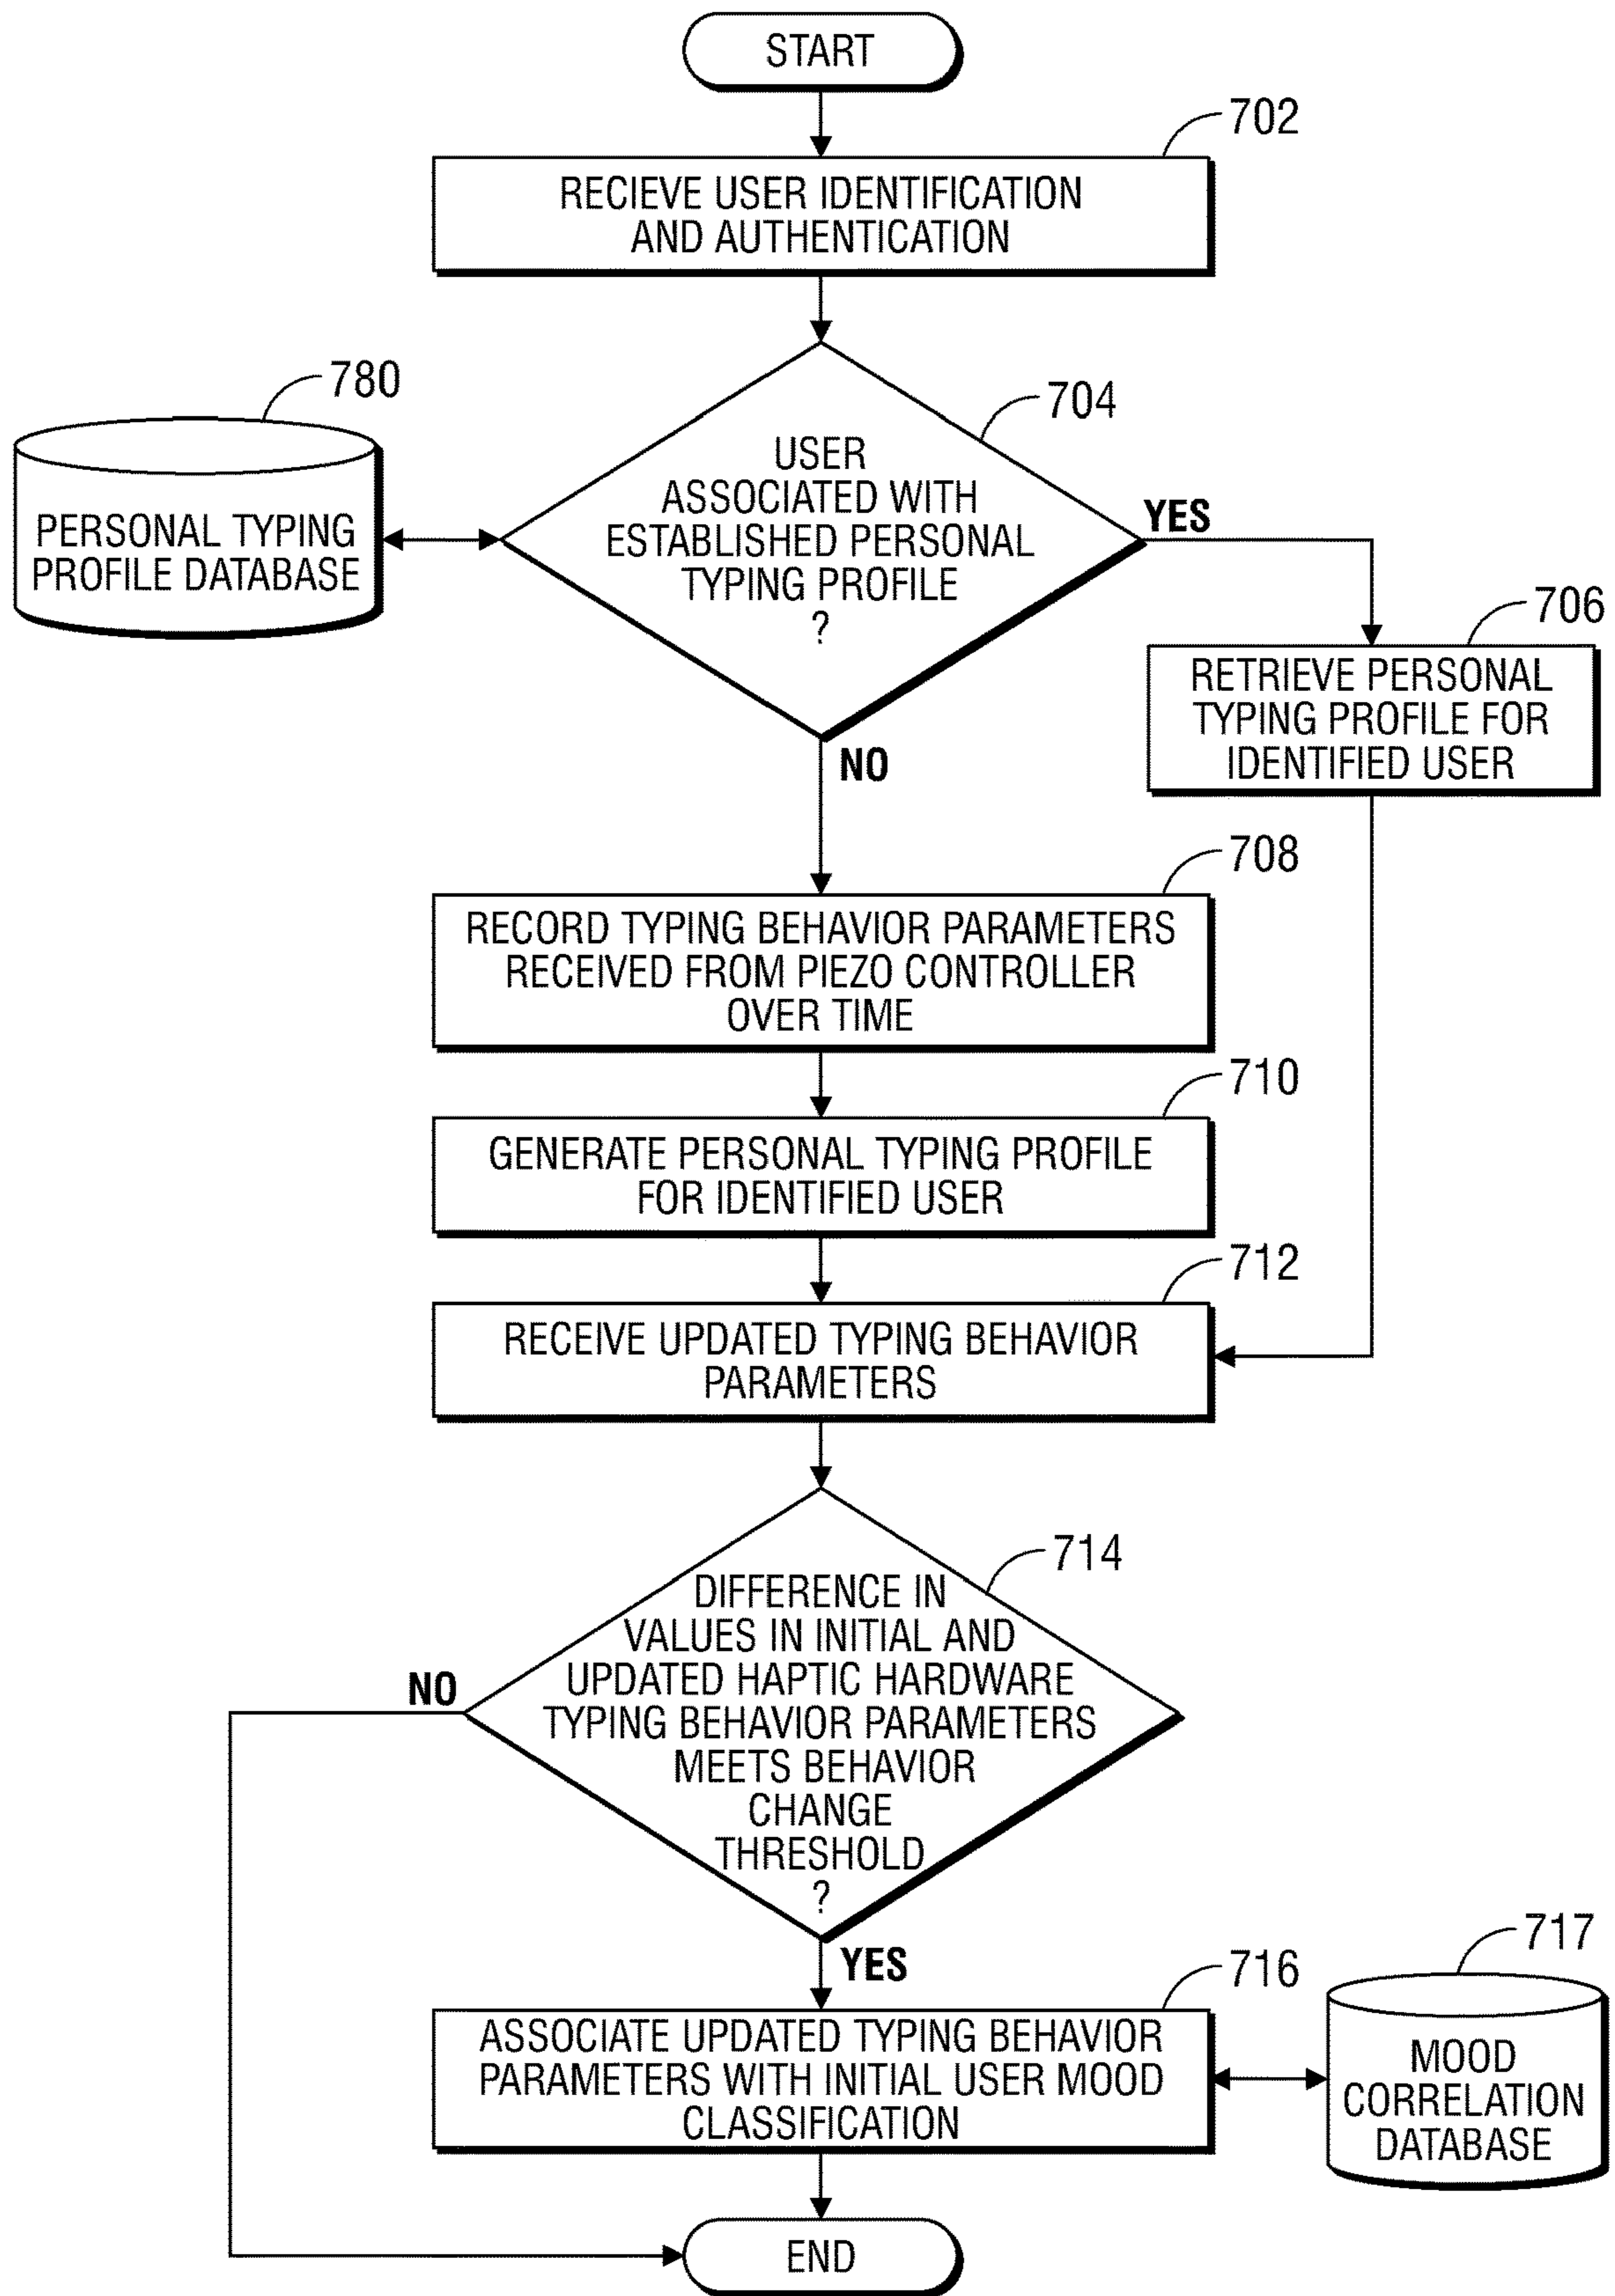 START
702
RECIEVE USER IDENTIFICATION
AND AUTHENTICATION
780
PERSONAL TYPING
PROFILE DATABASE
704
USER
ASSOCIATED WITH
ESTABLISHED PERSONAL
TYPING PROFILE
?
YES
NO
706
RETRIEVE PERSONAL
TYPING PROFILE FOR
IDENTIFIED USER
708
RECORD TYPING BEHAVIOR PARAMETERS
RECEIVED FROM PIEZO CONTROLLER
OVER TIME
710
GENERATE PERSONAL TYPING PROFILE
FOR IDENTIFIED USER
712
RECEIVE UPDATED TYPING BEHAVIOR
PARAMETERS
714
DIFFERENCE IN
VALUES IN INITIAL AND
UPDATED HAPTIC HARDWARE
TYPING BEHAVIOR PARAMETERS
MEETS BEHAVIOR
CHANGE
THRESHOLD
?
NO
YES
716
ASSOCIATE UPDATED TYPING BEHAVIOR
PARAMETERS WITH INITIAL USER MOOD
CLASSIFICATION
717
MOOD
CORRELATION
DATABASE
END